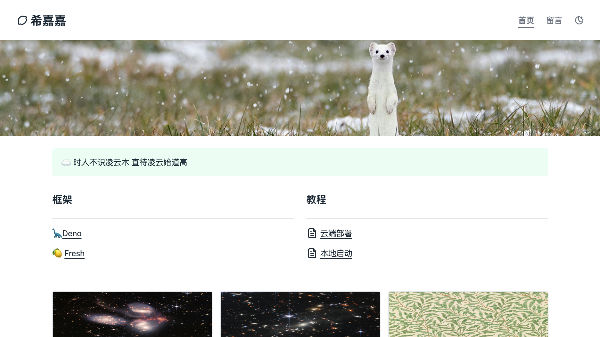 希嘉嘉
首页 留言
时人不识凌云木 直待凌云始道高
框架
教程
Deno
云端部署
Fresh
本地启动